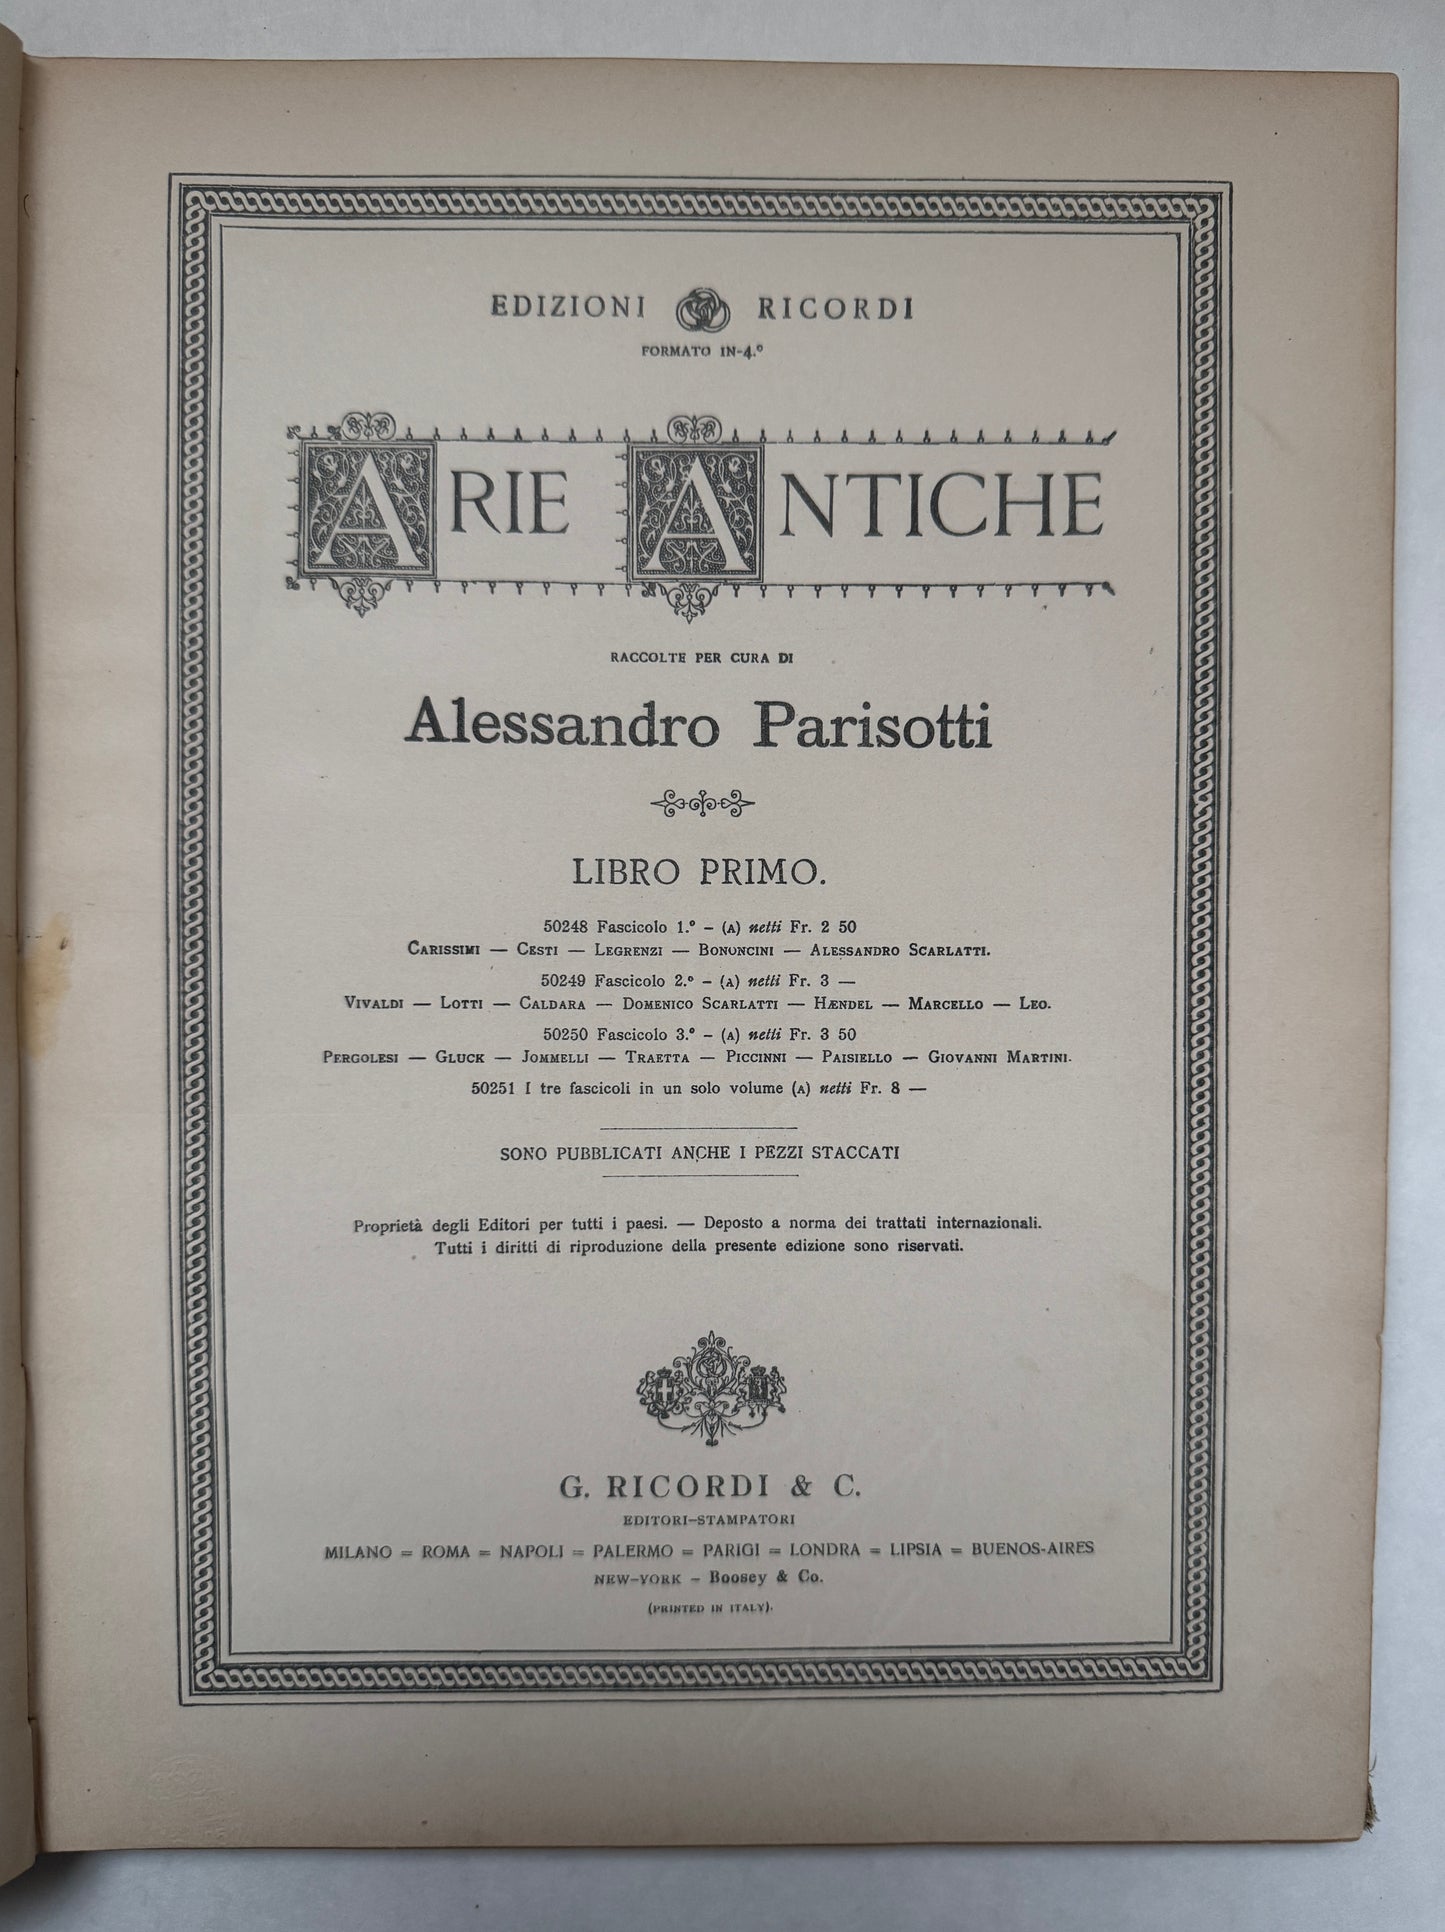 EDIZIONI RICORDI
FORMATO IN-4.º
ARIE ANTICHE
RACCOLTE PER CURA DI
Alessandro Parisotti
LIBRO PRIMO.
50248 Fascicolo 1.º – (A) netti Fr. 2 50
CARISSIMI — CESTI — LEGRENZI — BONONCINI — ALESSANDRO SCARLATTI.
50249 Fascicolo 2.º – (A) netti Fr. 3 —
VIVALDI — LOTTI — CALDARA — DOMENICO SCARLATTI — HÆNDEL — MARCELLO — LEO.
50250 Fascicolo 3.º – (A) netti Fr. 3 50
PERGOLESI — GLUCK — JOMMELLI — TRAETTA — PICCINNI — PAISIELLO — GIOVANNI MARTINI.
50251 I tre fascicoli in un solo volume (A) netti Fr. 8 —
SONO PUBBLICATI ANCHE I PEZZI STACCATI
Proprietà degli Editori per tutti i paesi. — Deposto a norma dei trattati internazionali.
Tutti i diritti di riproduzione della presente edizione sono riservati.
G. RICORDI & C.
EDITORI-STAMPATORI
MILANO = ROMA = NAPOLI = PALERMO = PARIGI = LONDRA = LIPSIA = BUENOS-AIRES
NEW-YORK – Boosey & Co.
(PRINTED IN ITALY).